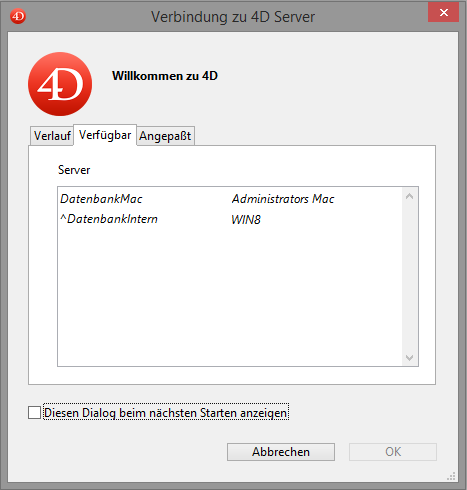 Verbindung zu 4D Server
4D
Willkommen zu 4D
Verlauf Verfügbar Angepaßt
Server
DatenbankMac Administrators Mac
^DatenbankIntern WIN8
Diesen Dialog beim nächsten Starten anzeigen
Abbrechen OK